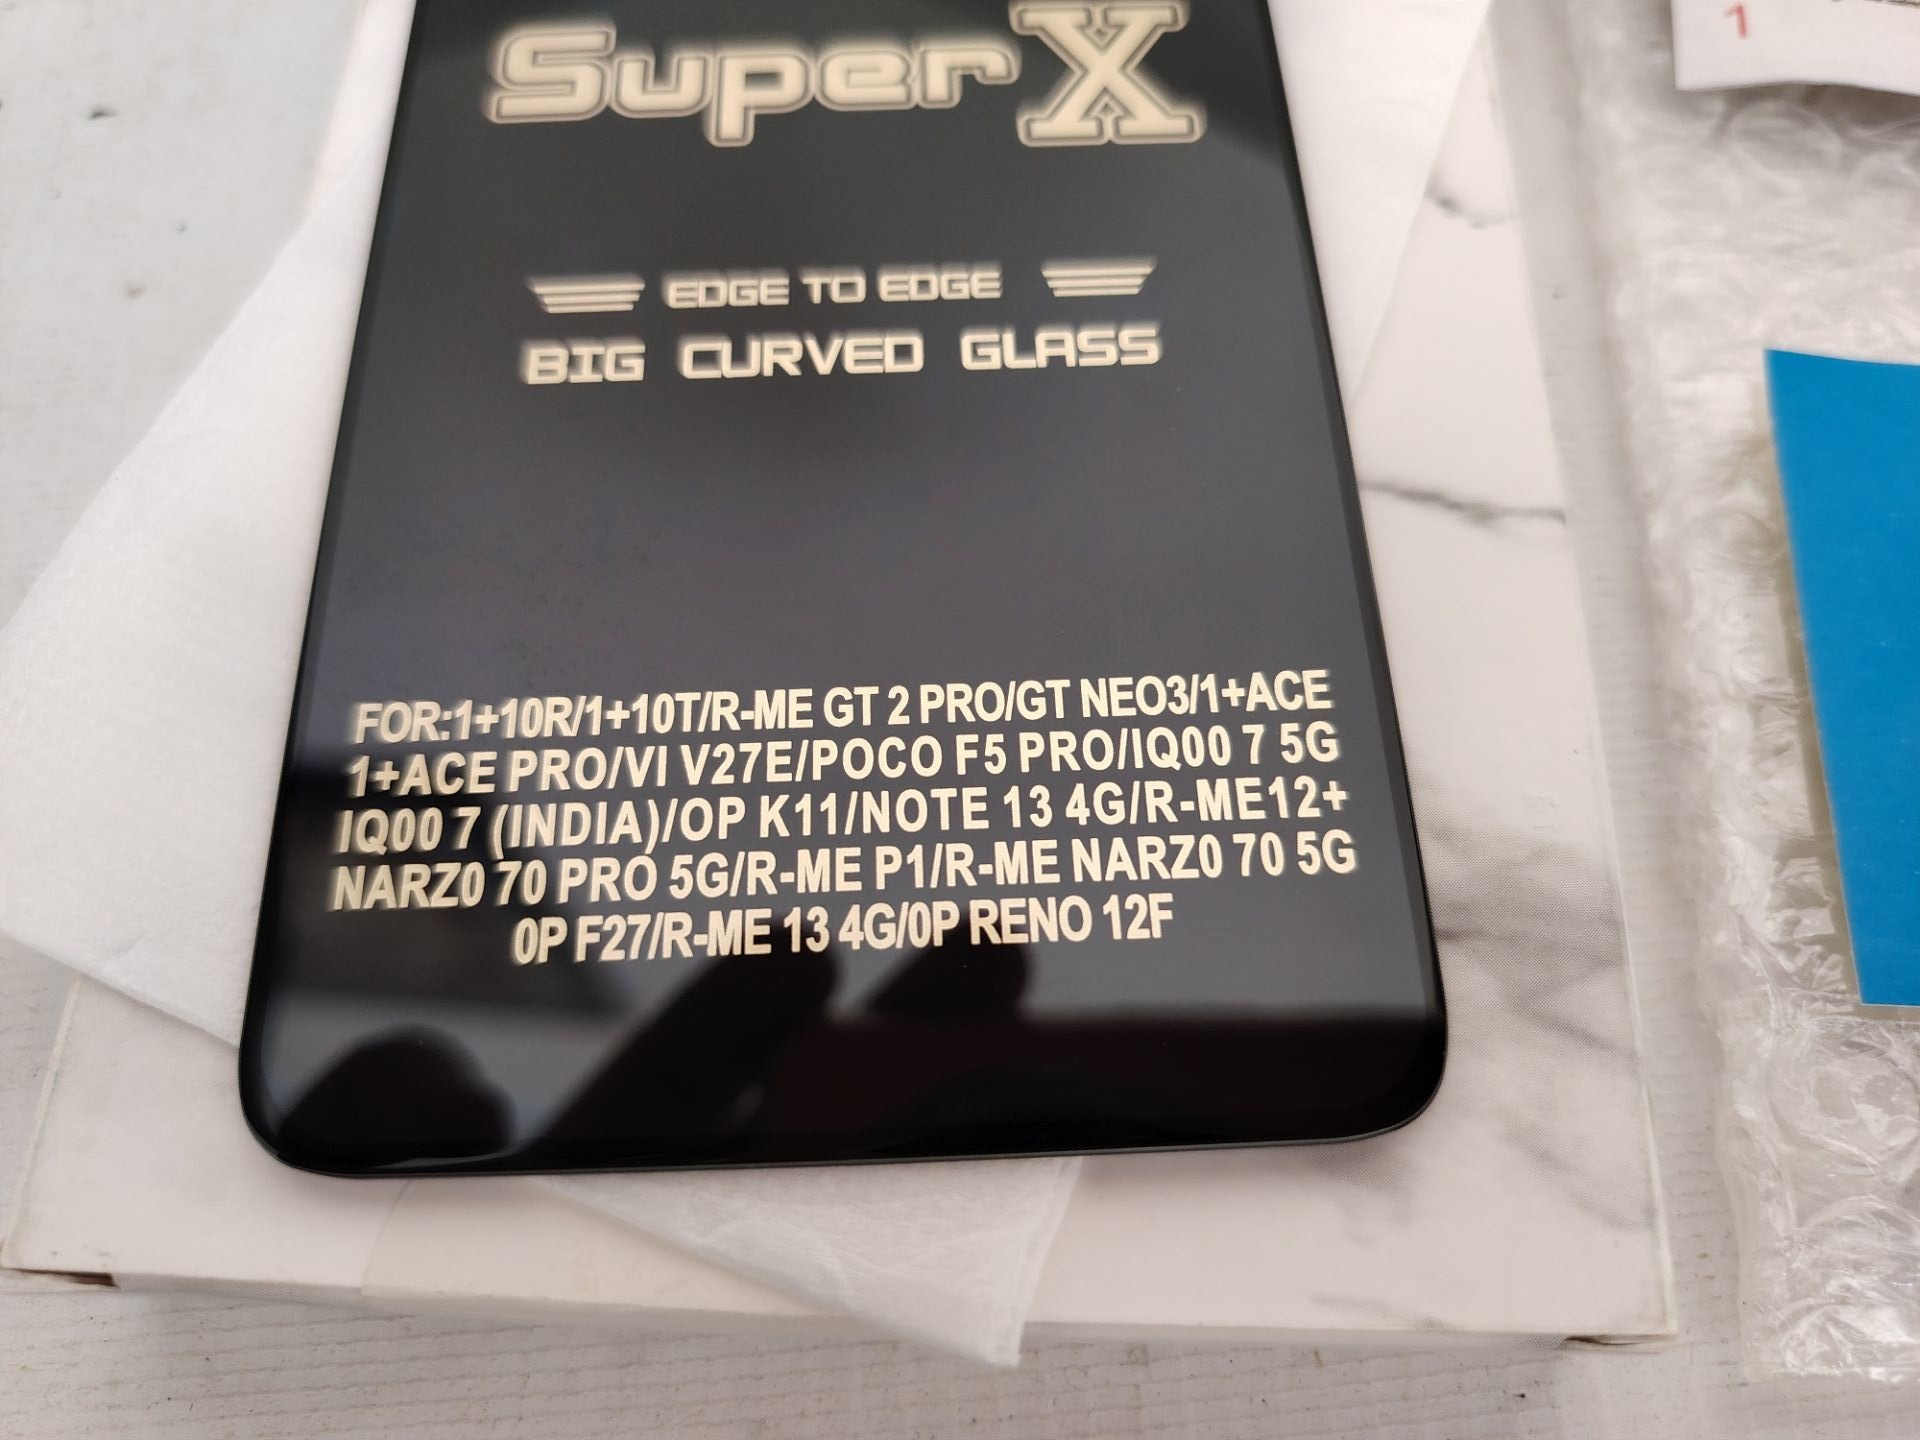 Super X
EDGE TO EDGE
BIG CURVED GLASS
FOR:1+10R/1+10T/R-ME GT 2 PRO/GT NEO3/1+ACE
1+ACE PRO/VI V27E/POCO F5 PRO/IQ00 7 5G
IQ00 7 (INDIA)/OP K11/NOTE 13 4G/R-ME12+
NARZ0 70 PRO 5G/R-ME P1/R-ME NARZ0 70 5G
0P F27/R-ME 13 4G/0P RENO 12F
1